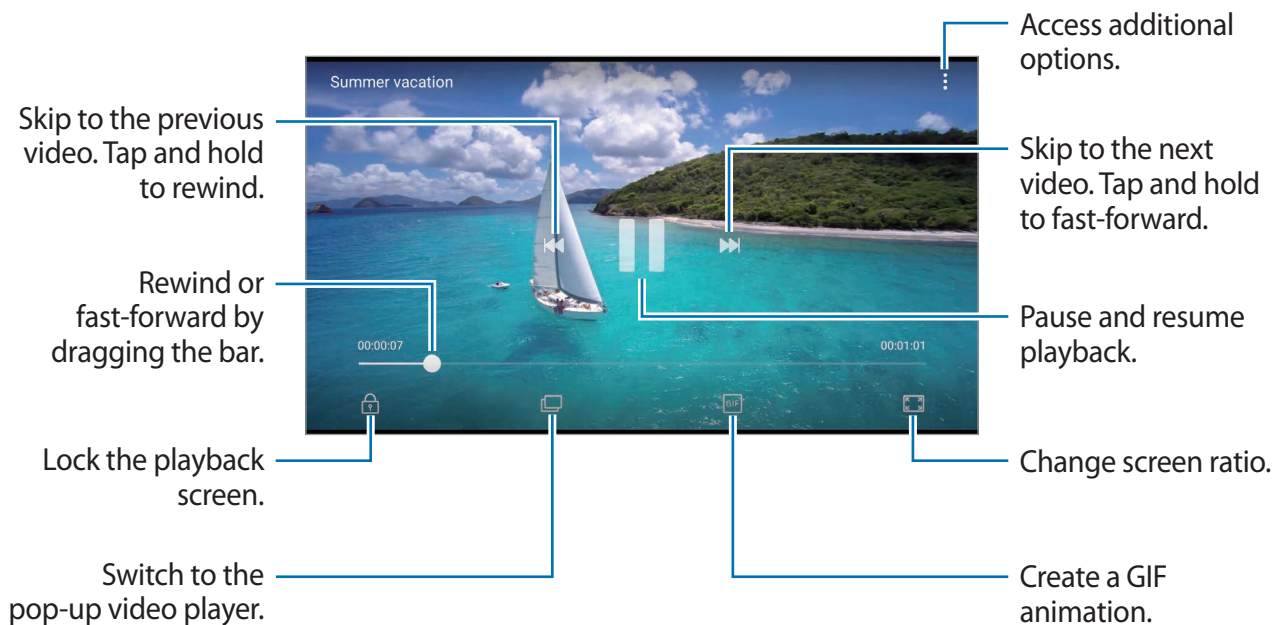 Access additional
options.
Summer vacation
Skip to the previous
video. Tap and hold
to rewind.
Skip to the next
video. Tap and hold
to fast-forward.
Rewind or
fast-forward by
dragging the bar.
Pause and resume
playback.
00:00:07
00:01:01
GIF
Lock the playback
screen.
Change screen ratio.
Switch to the
pop-up video player.
Create a GIF
animation.